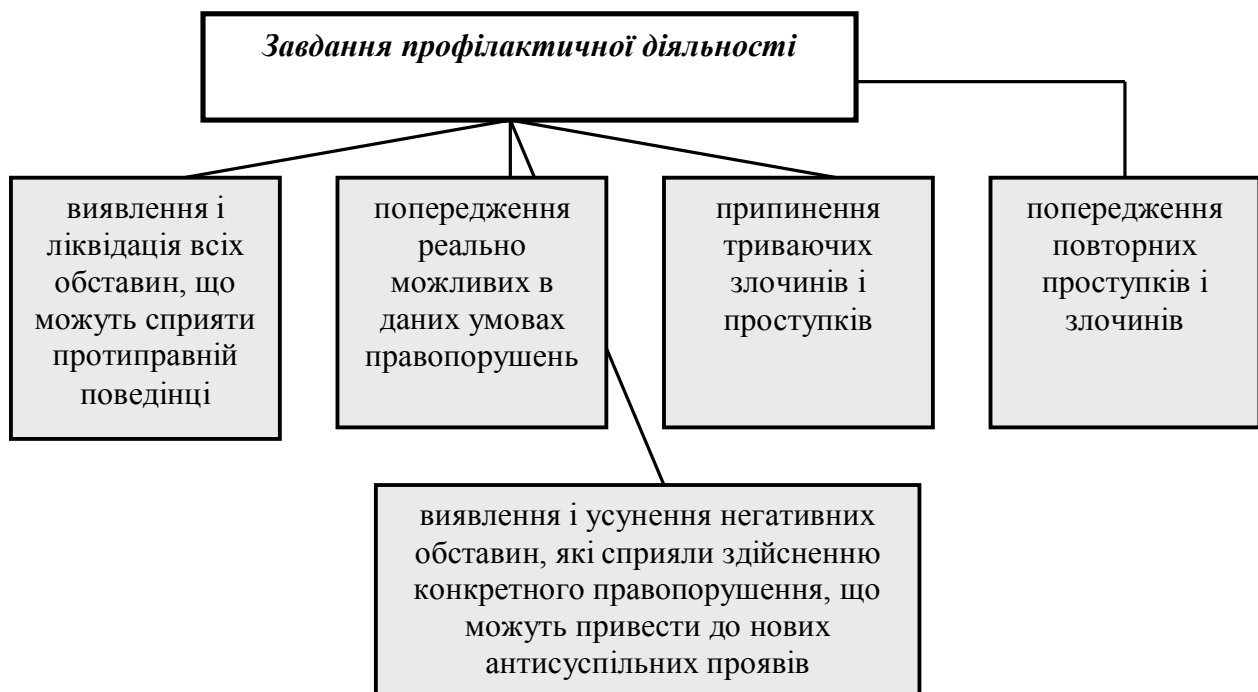 Завдання профілактичної діяльності
виявлення і
ліквідація всіх
обставин, що
можуть сприяти
протиправній
поведінці
попередження
реально
можливих в
даних умовах
правопорушень
припинення
триваючих
злочинів і
проступків
попередження
повторних
проступків і
злочинів
виявлення і усунення негативних
обставин, які сприяли здійсненню
конкретного правопорушення, що
можуть привести до нових
антисуспільних проявів